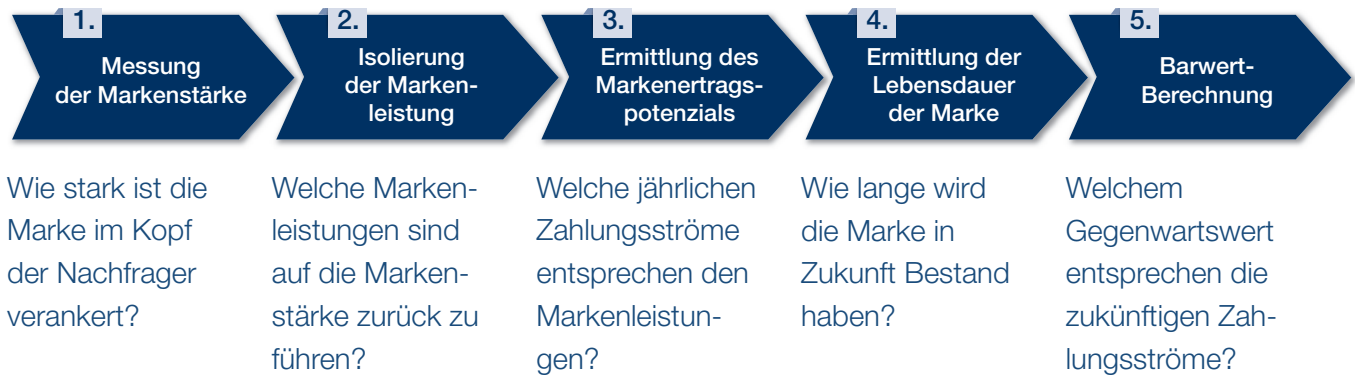 1.
Messung
der Markenstärke
2.
Isolierung
der Marken-
leistung
3.
Ermittlung des
Markenertrags-
potenzials
4.
Ermittlung der
Lebensdauer
der Marke
5.
Barwert-
Berechnung
Wie stark ist die
Marke im Kopf
der Nachfrager
verankert?
Welche Marken-
leistungen sind
auf die Marken-
stärke zurück zu
führen?
Welche jährlichen
Zahlungsströme
entsprechen den
Markenleistun-
gen?
Wie lange wird
die Marke in
Zukunft Bestand
haben?
Welchem
Gegenwartswert
entsprechen die
zukünftigen Zah-
lungsströme?